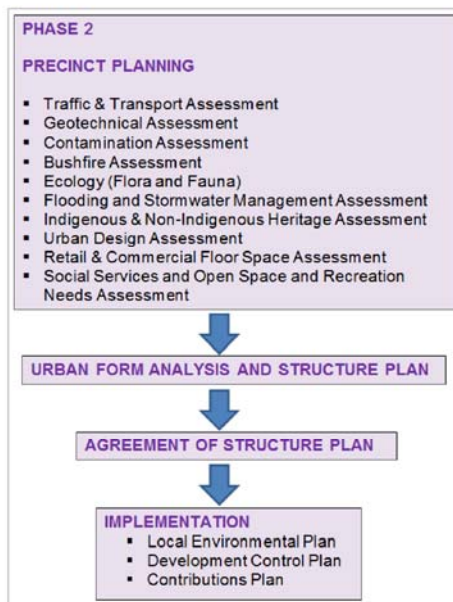 PHASE 2
PRECINCT PLANNING
▪ Traffic & Transport Assessment
▪ Geotechnical Assessment
▪ Contamination Assessment
▪ Bushfire Assessment
▪ Ecology (Flora and Fauna)
▪ Flooding and Stormwater Management Assessment
▪ Indigenous & Non-Indigenous Heritage Assessment
▪ Urban Design Assessment
▪ Retail & Commercial Floor Space Assessment
▪ Social Services and Open Space and Recreation
Needs Assessment
URBAN FORM ANALYSIS AND STRUCTURE PLAN
AGREEMENT OF STRUCTURE PLAN
IMPLEMENTATION
▪ Local Environmental Plan
▪ Development Control Plan
▪ Contributions Plan